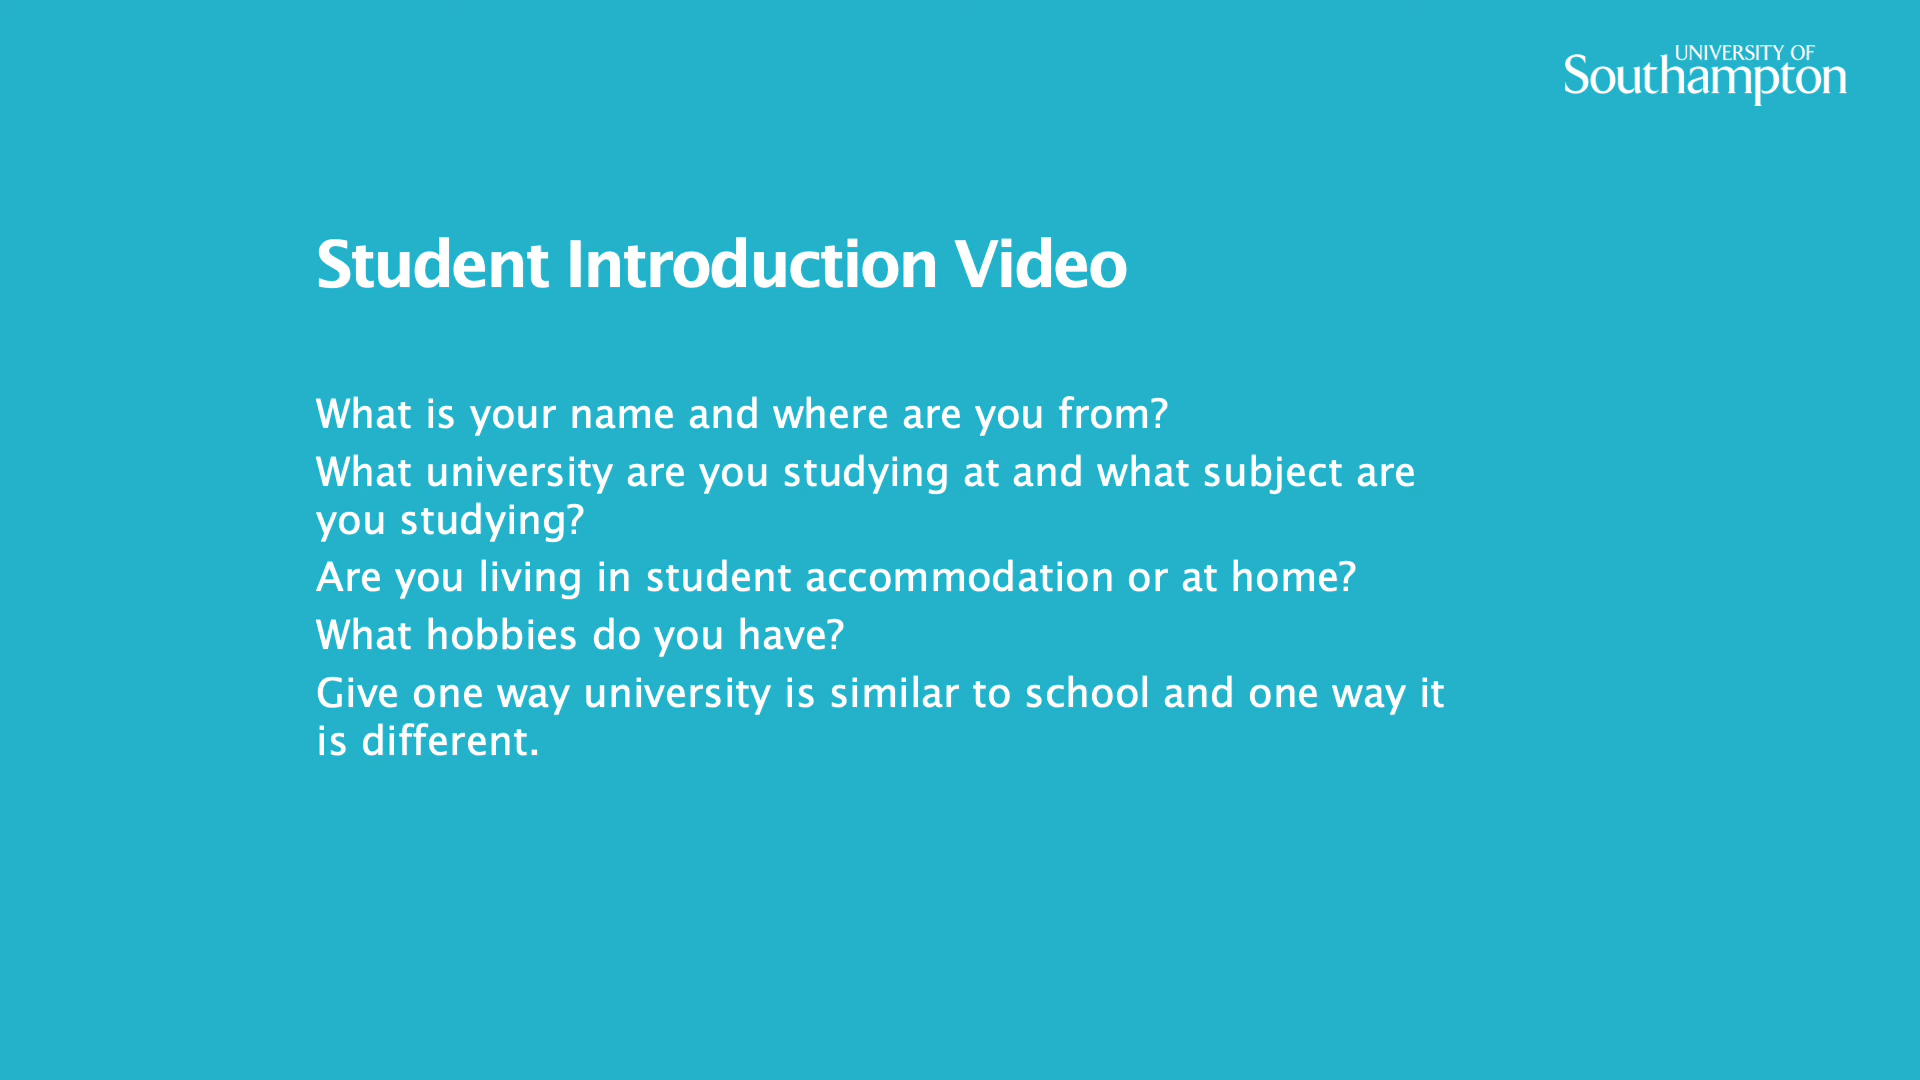 UNIVERSITY OF
Southampton
Student Introduction Video
What is your name and where are you from?
What university are you studying at and what subject are
you studying?
Are you living in student accommodation or at home?
What hobbies do you have?
Give one way university is similar to school and one way it
is different.